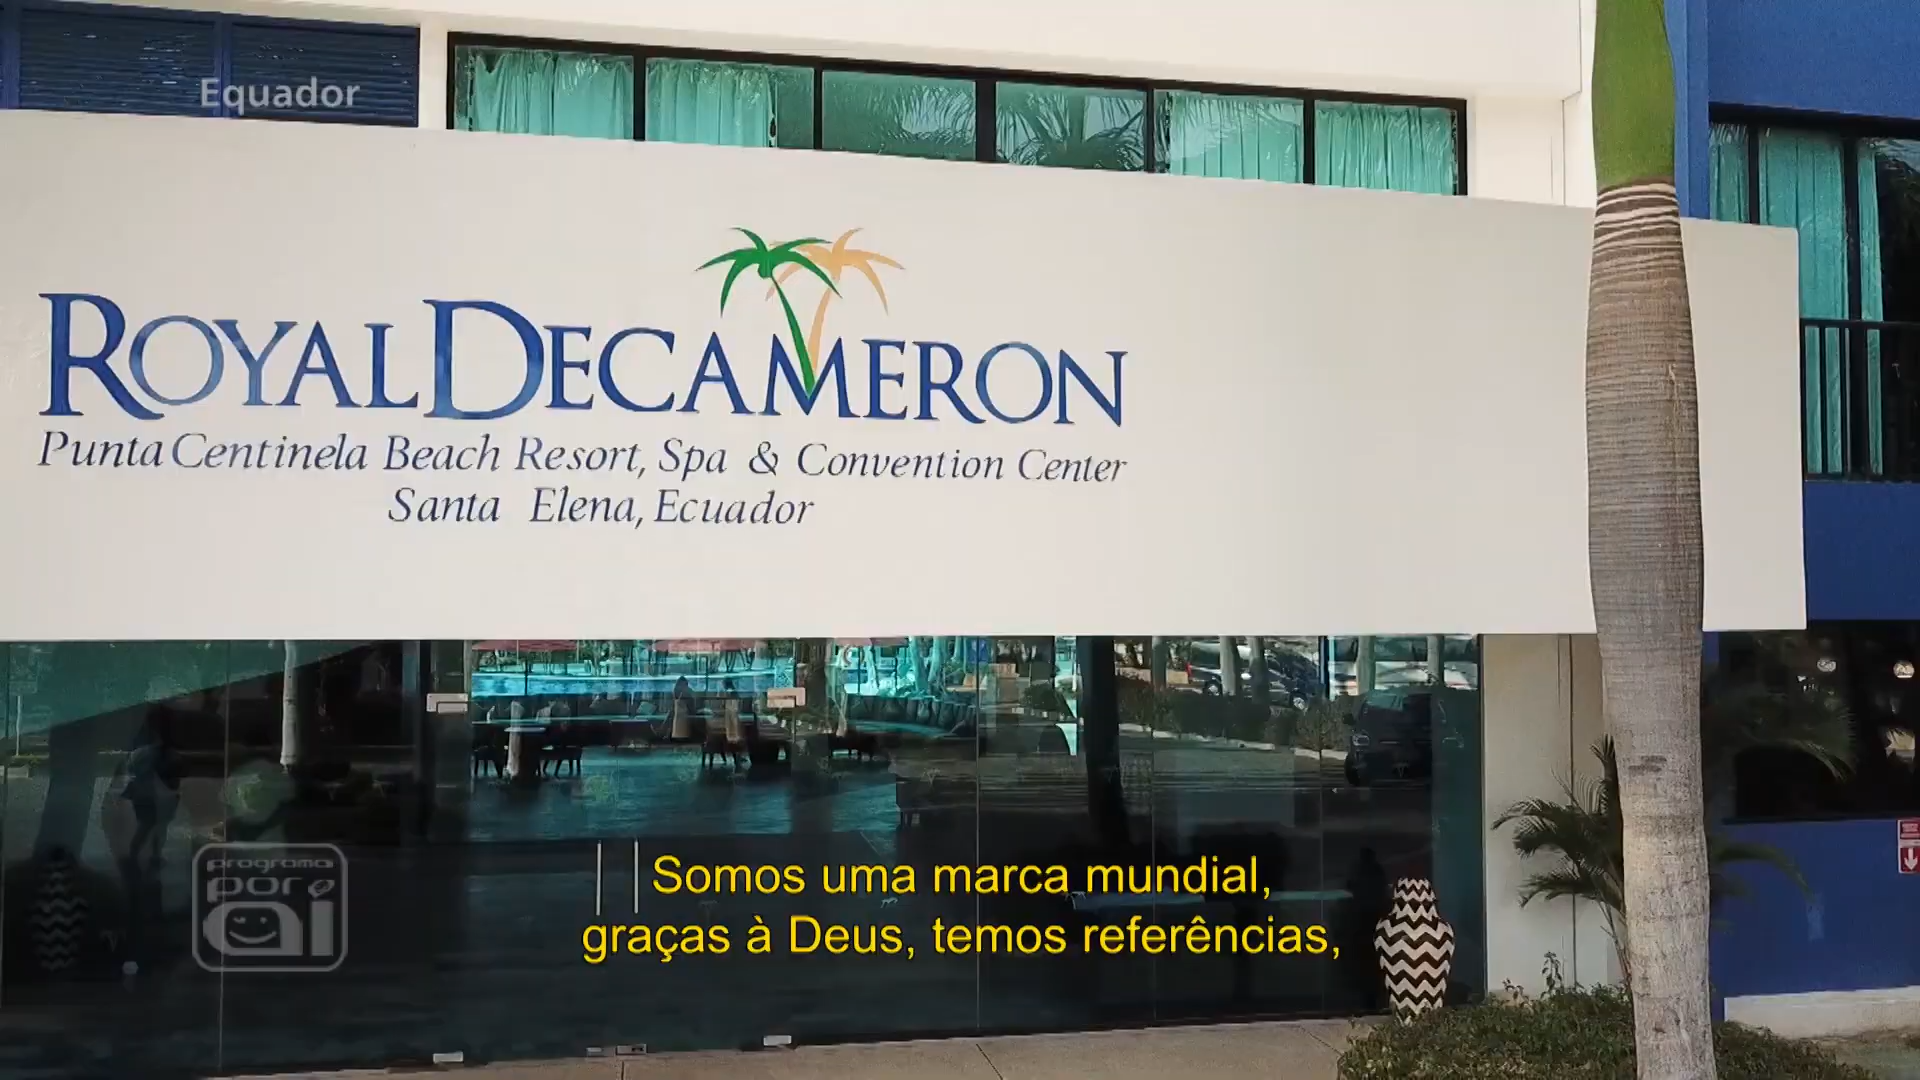 Equador
ROYAL DECAMERON
Punta Centinela Beach Resort, Spa & Convention Center
Santa Elena, Ecuador
programa
por
aí
Somos uma marca mundial,
graças à Deus, temos referências,